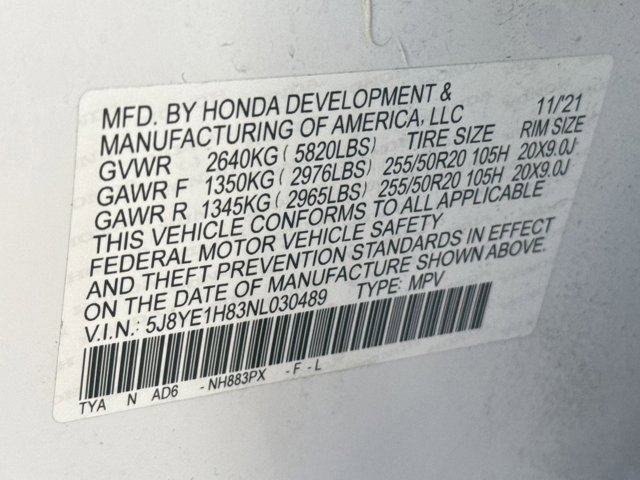 MFD. BY HONDA DEVELOPMENT & 11/'21
MANUFACTURING OF AMERICA, LLC
GVWR 2640KG ( 5820LBS) TIRE SIZE RIM SIZE
GAWR F 1350KG ( 2976LBS) 255/50R20 105H 20X9.0J
GAWR R 1345KG ( 2965LBS) 255/50R20 105H 20X9.0J
THIS VEHICLE CONFORMS TO ALL APPLICABLE
FEDERAL MOTOR VEHICLE SAFETY
AND THEFT PREVENTION STANDARDS IN EFFECT
ON THE DATE OF MANUFACTURE SHOWN ABOVE.
V.I.N.: 5J8YE1H83NL030489 TYPE: MPV
TYA N AD6 -NH883PX -F-L